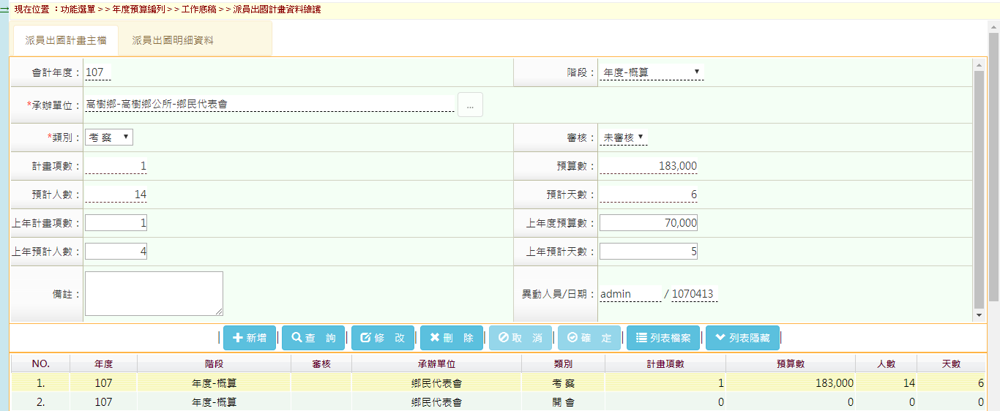 現在位置 ：功能選單 > > 年度預算編列 > > 工作底稿 > > 派員出國計畫資料維護
派員出國計畫主檔 派員出國明細資料
會計年度： 107 階段： 年度-概算
*承辦單位： 高樹鄉-高樹鄉公所-鄉民代表會 ...
*類別： 考 察 審核： 未審核
計畫項數： 1 預算數： 183,000
預計人數： 14 預計天數： 6
上年計畫項數： 1 上年度預算數： 70,000
上年預計人數： 4 上年預計天數： 5
備註： 異動人員/日期： admin / 1070413
| 新增 | 查 詢 | 修 改 | 刪 除 | 取 消 | 確 定 | 列表檔案 | 列表隱藏 |
NO. 年度 階段 審核 承辦單位 類別 計畫項數 預算數 人數 天數
1. 107 年度-概算 鄉民代表會 考 察 1 183,000 14 6
2. 107 年度-概算 鄉民代表會 開 會 0 0 0 0